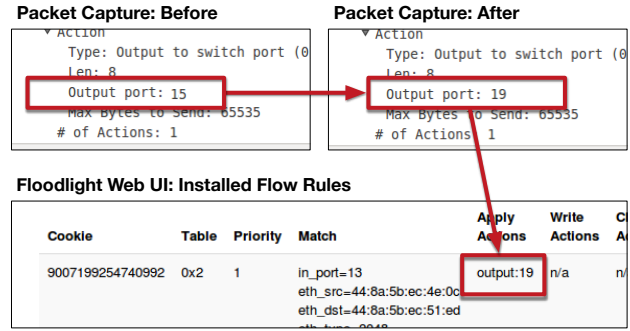 Packet Capture: Before
Action
Type: Output to switch port (0
Len: 8
Output port: 15
Max Bytes to Send: 65535
# of Actions: 1
Packet Capture: After
Action
Type: Output to switch port (0
Len: 8
Output port: 19
Max Bytes to Send: 65535
# of Actions: 1
Floodlight Web UI: Installed Flow Rules
Cookie Table Priority Match Apply Actions Write Actions
9007199254740992 0x2 1 in_port=13 output:19 n/a n/
eth_src=44:8a:5b:ec:4e:0c
eth_dst=44:8a:5b:ec:51:ed
eth_type=2048